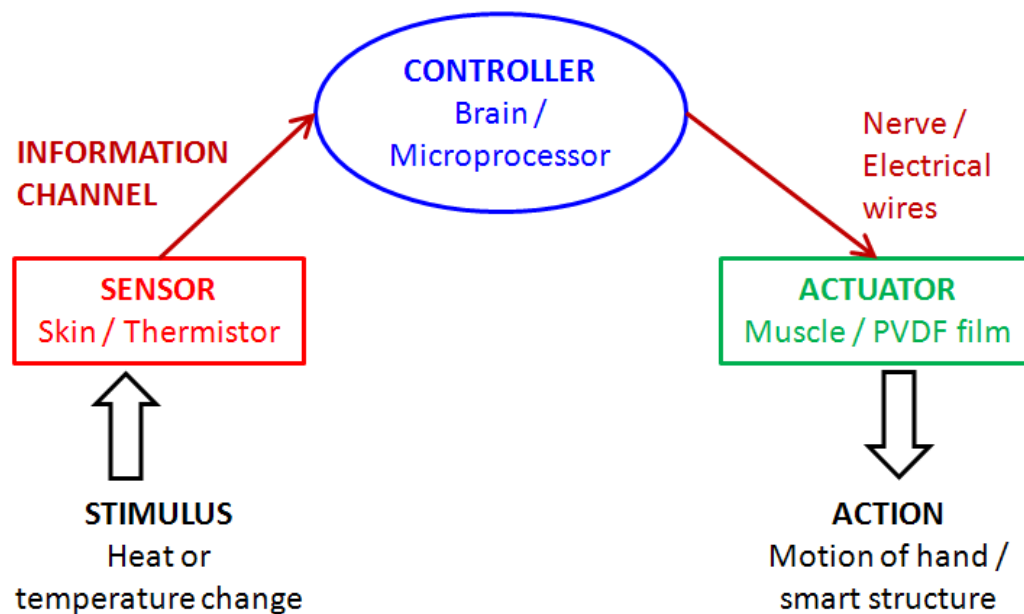 CONTROLLER
Brain /
Microprocessor
INFORMATION
CHANNEL
Nerve /
Electrical
wires
SENSOR
Skin / Thermistor
ACTUATOR
Muscle / PVDF film
STIMULUS
Heat or
temperature change
ACTION
Motion of hand /
smart structure